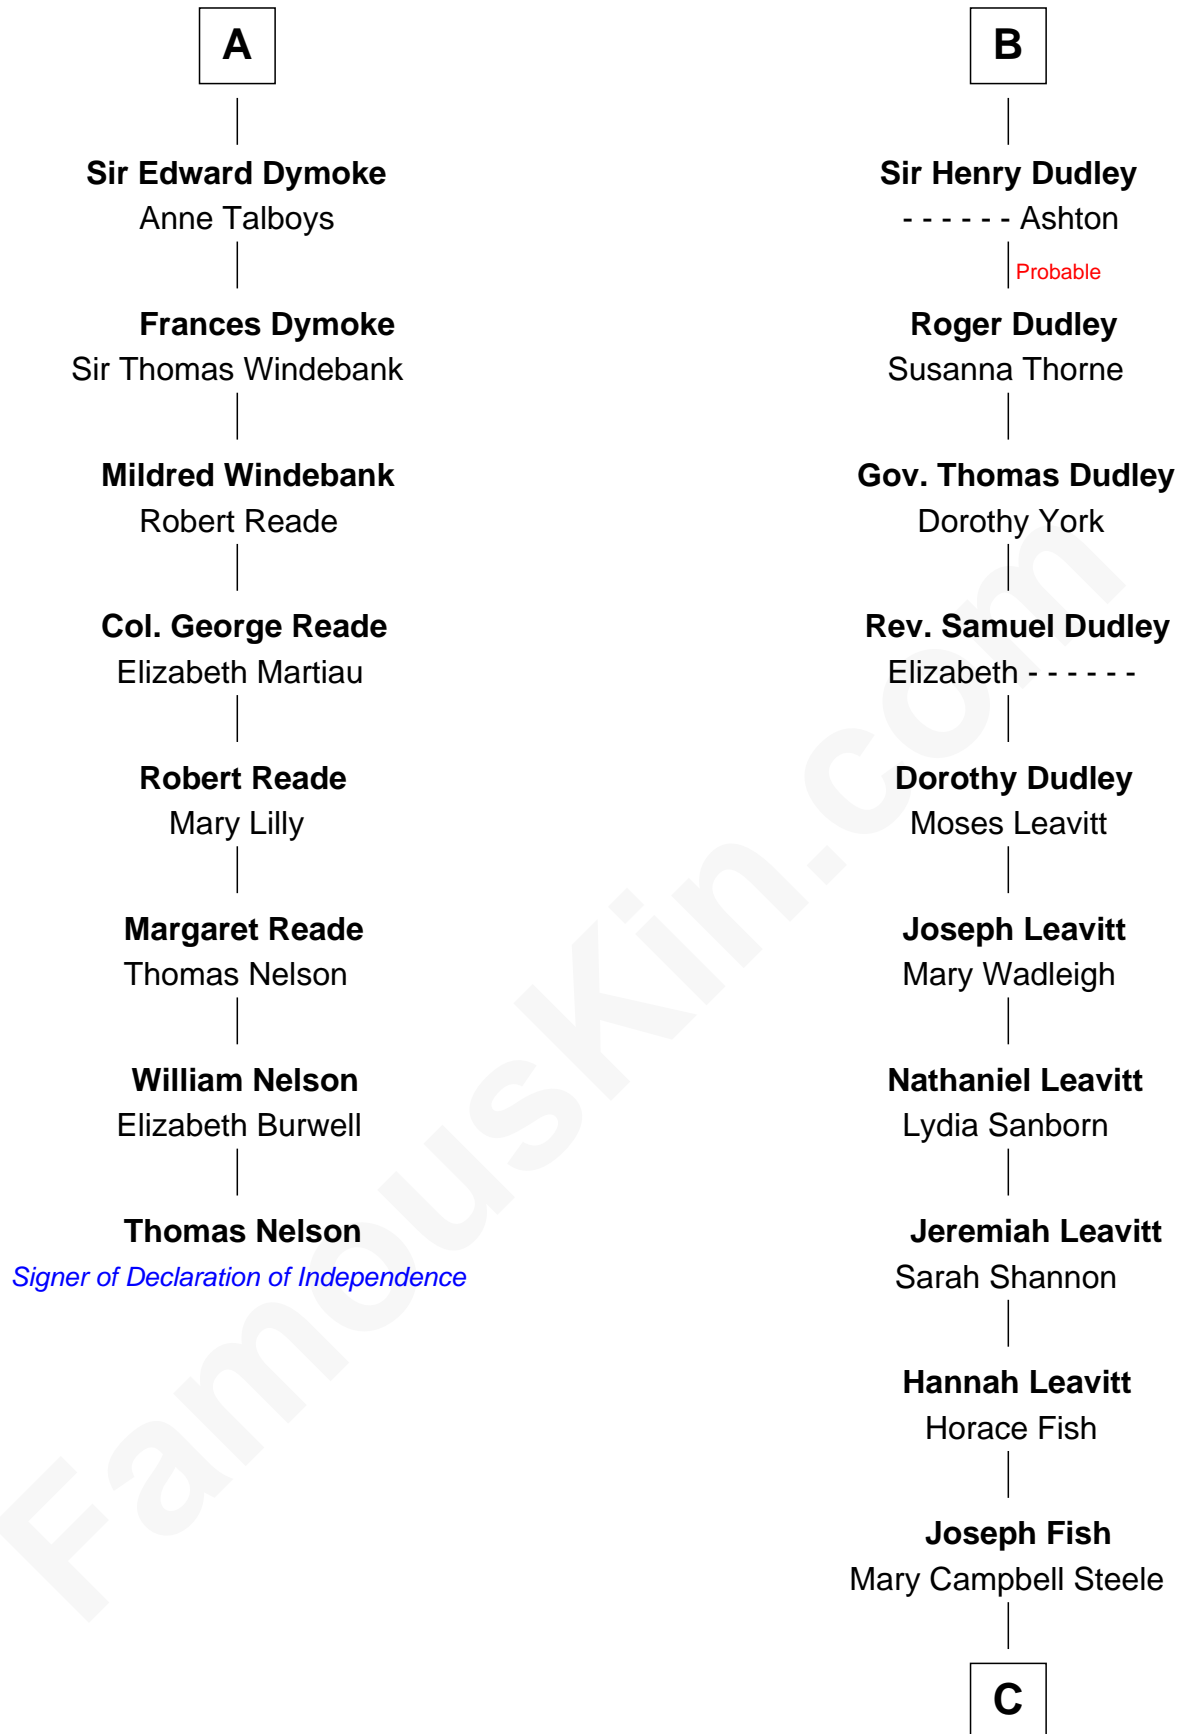 A
Sir Edward Dymoke
Anne Talboys
Frances Dymoke
Sir Thomas Windebank
Mildred Windebank
Robert Reade
Col. George Reade
Elizabeth Martiau
Robert Reade
Mary Lilly
Margaret Reade
Thomas Nelson
William Nelson
Elizabeth Burwell
Thomas Nelson
Signer of Declaration of Independence
B
Sir Henry Dudley
- - - - - - Ashton
Probable
Roger Dudley
Susanna Thorne
Gov. Thomas Dudley
Dorothy York
Rev. Samuel Dudley
Elizabeth - - - - - -
Dorothy Dudley
Moses Leavitt
Joseph Leavitt
Mary Wadleigh
Nathaniel Leavitt
Lydia Sanborn
Jeremiah Leavitt
Sarah Shannon
Hannah Leavitt
Horace Fish
Joseph Fish
Mary Campbell Steele
C
FamousKin.com